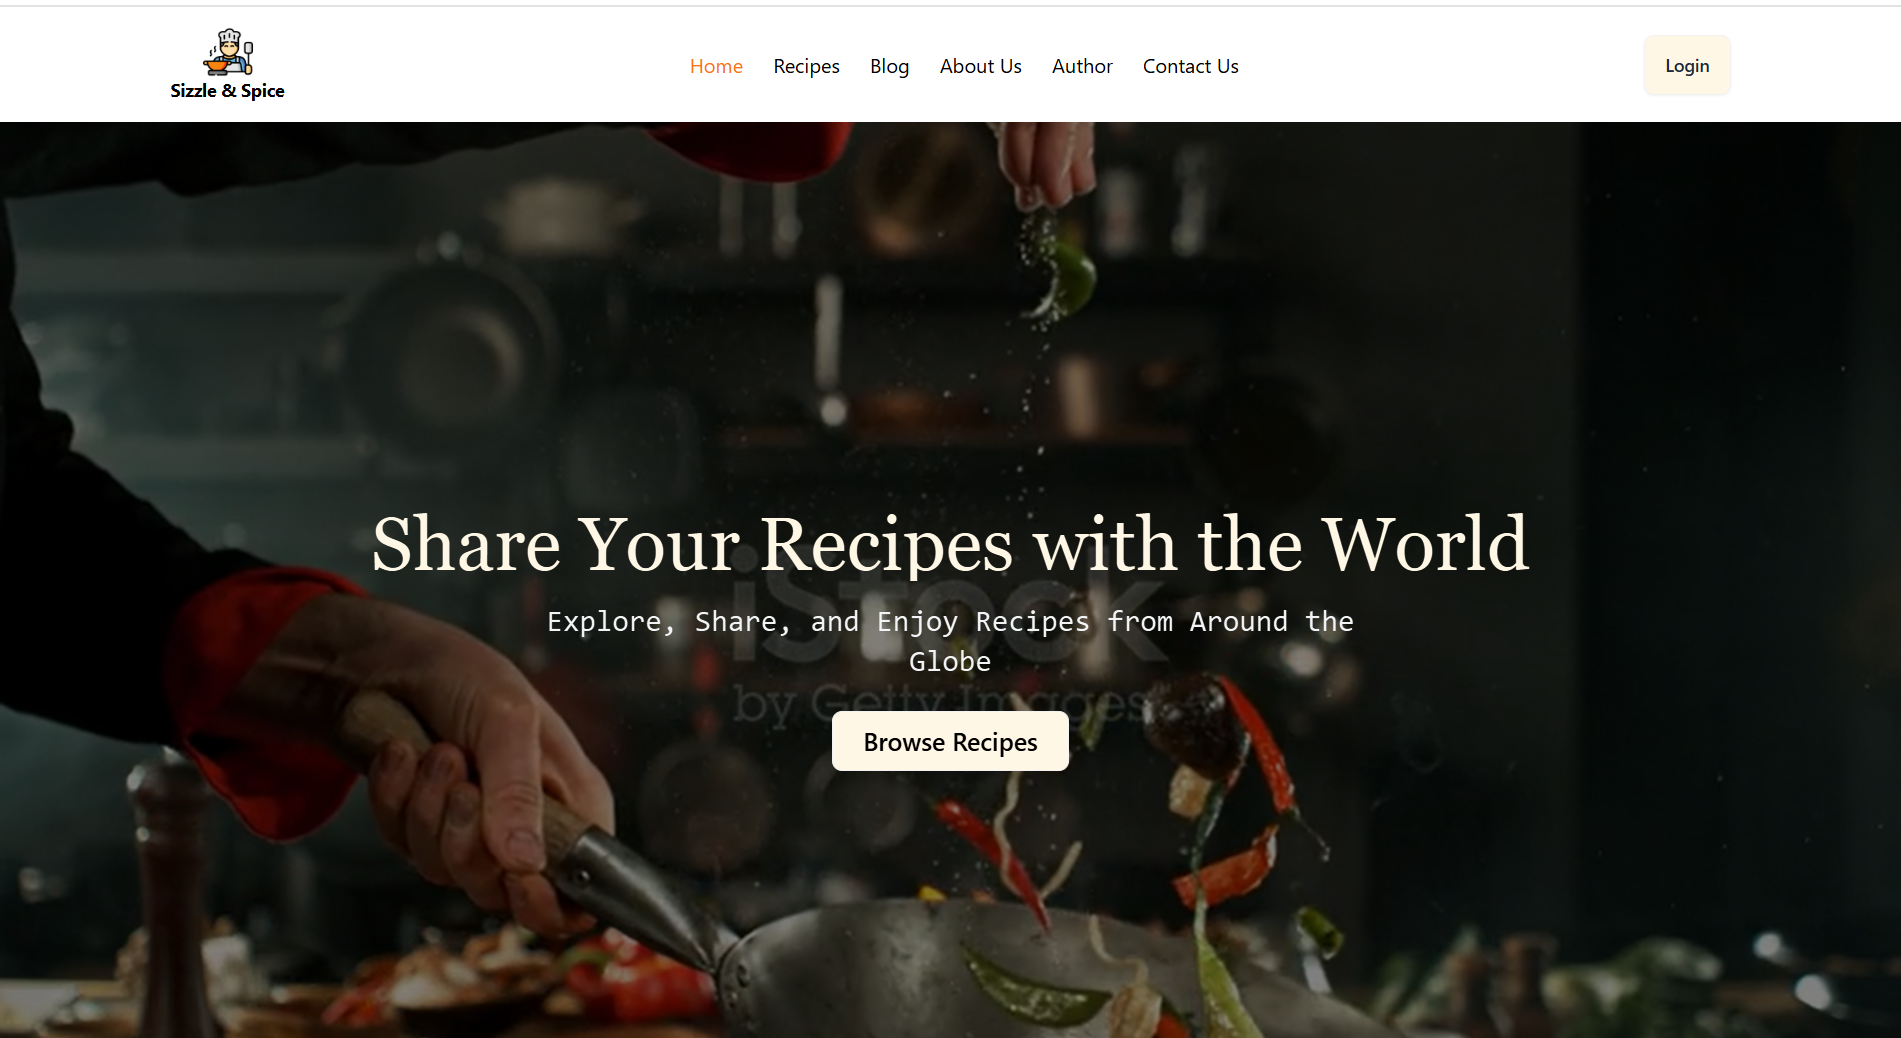 Sizzle & Spice
Home
Recipes
Blog
About Us
Author
Contact Us
Login
Share Your Recipes with the World
iStock
Explore, Share, and Enjoy Recipes from Around the
Globe
by Getty Images
Browse Recipes